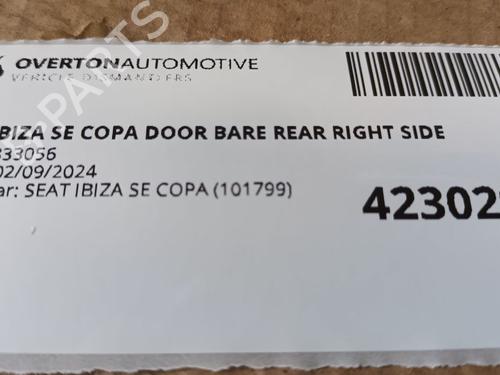 OVERTONAUTOMOTIVE
VEHICLE DISMANTLERS
BIZA SE COPA DOOR BARE REAR RIGHT SIDE
333056
02/09/2024
ar: SEAT IBIZA SE COPA (101799)
42302